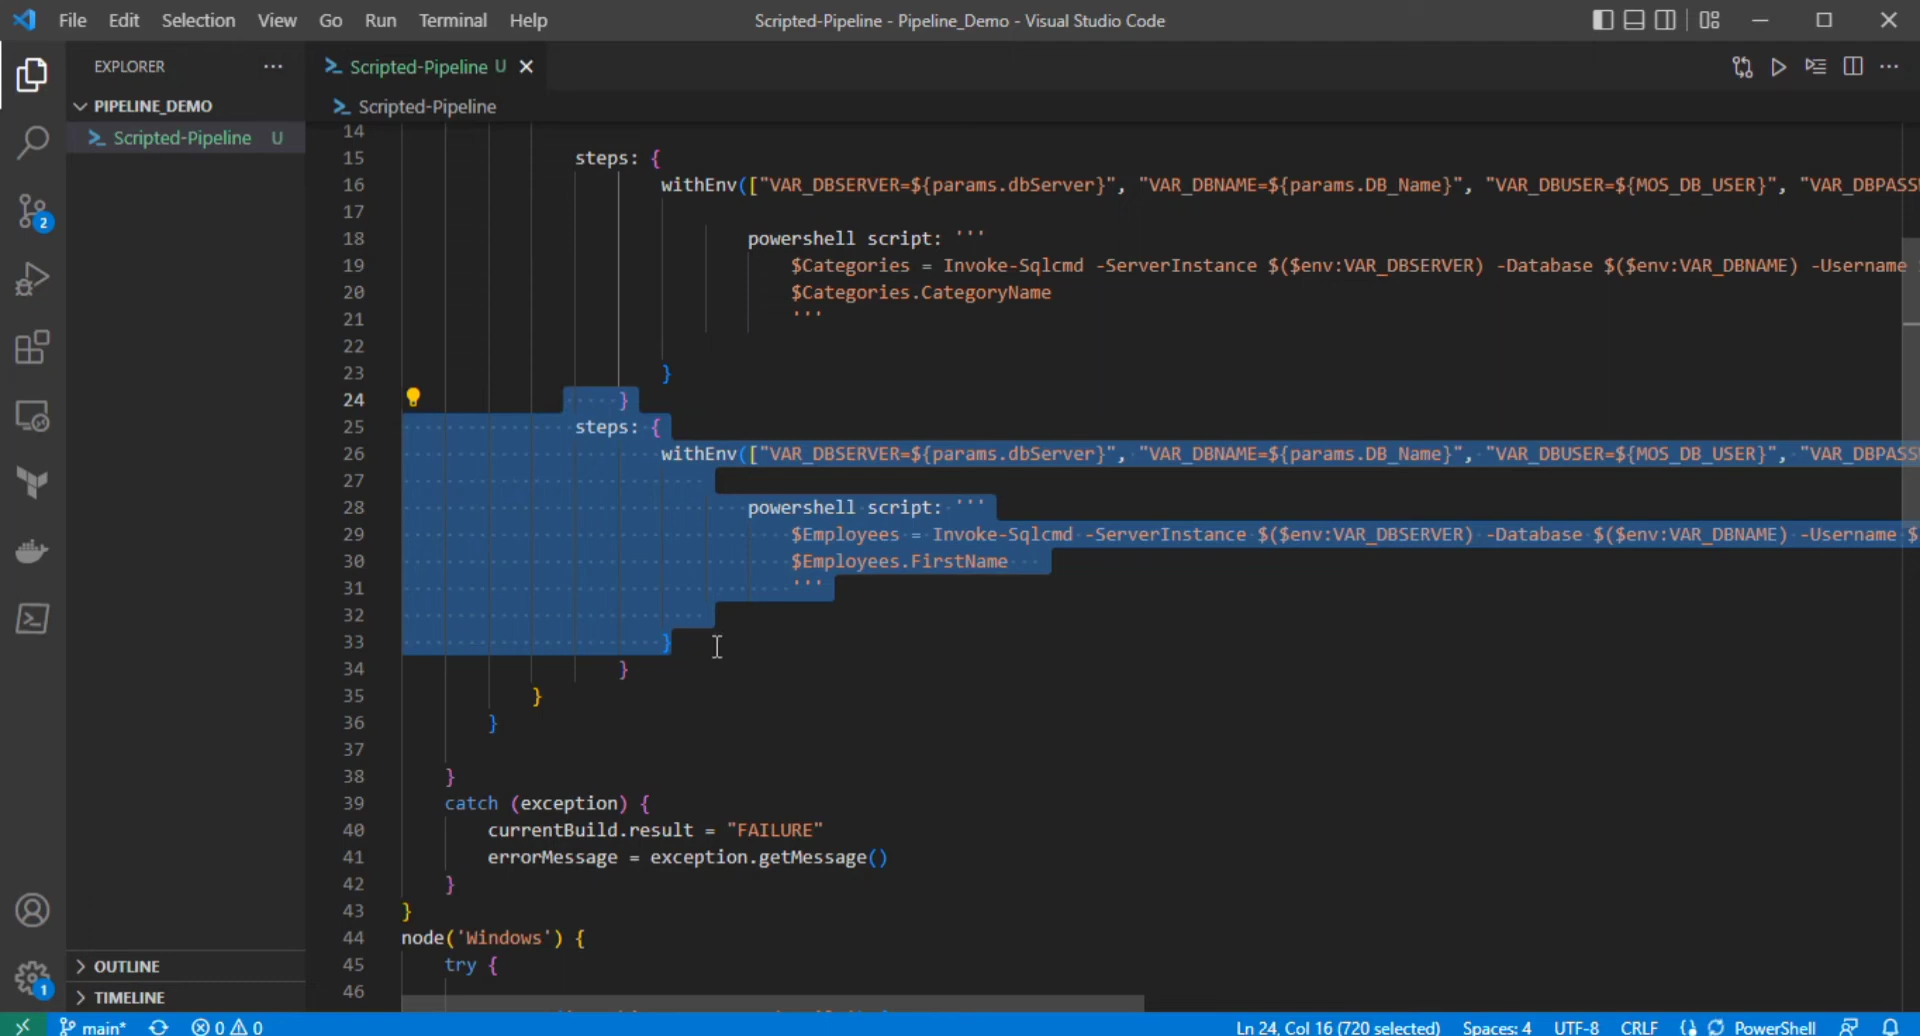 File Edit Selection View Go Run Terminal Help
Scripted-Pipeline - Pipeline_Demo - Visual Studio Code
EXPLORER ···
Scripted-Pipeline U
PIPELINE_DEMO
Scripted-Pipeline
Scripted-Pipeline U
14
15 steps: {
16 withEnv(["VAR_DBSERVER=${params.dbServer}", "VAR_DBNAME=${params.DB_Name}", "VAR_DBUSER=${MOS_DB_USER}", "VAR_DBPASS
17
18 powershell script: '''
19 $Categories = Invoke-Sqlcmd -ServerInstance $($env:VAR_DBSERVER) -Database $($env:VAR_DBNAME) -Username
20 $Categories.CategoryName
21 '''
22
23 }
24 }
25 steps: {
26 withEnv(["VAR_DBSERVER=${params.dbServer}", "VAR_DBNAME=${params.DB_Name}", "VAR_DBUSER=${MOS_DB_USER}", "VAR_DBPASS
27
28 powershell script: '''
29 $Employees = Invoke-Sqlcmd -ServerInstance $($env:VAR_DBSERVER) -Database $($env:VAR_DBNAME) -Username $
30 $Employees.FirstName
31 '''
32
33 }
34 }
35 }
36 }
37
38 }
39 catch (exception) {
40 currentBuild.result = "FAILURE"
41 errorMessage = exception.getMessage()
42 }
43 }
44 node('Windows') {
45 try {
46
2
1
OUTLINE
TIMELINE
main* 0 0 Ln 24, Col 16 (720 selected) Spaces: 4 UTF-8 CRLF PowerShell